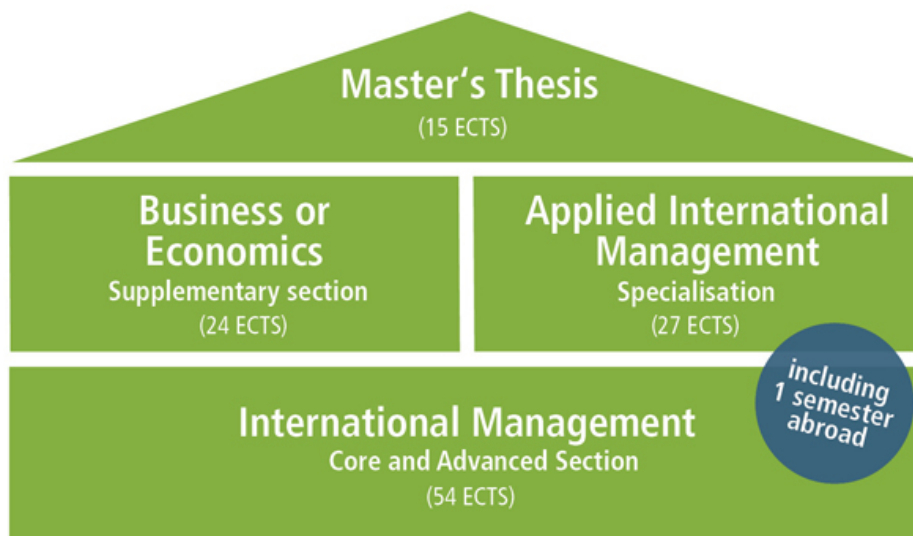 Master‘s Thesis
(15 ECTS)
Business or
Economics
Supplementary section
(24 ECTS)
Applied International
Management
Specialisation
(27 ECTS)
International Management
Core and Advanced Section
(54 ECTS)
including
1 semester
abroad